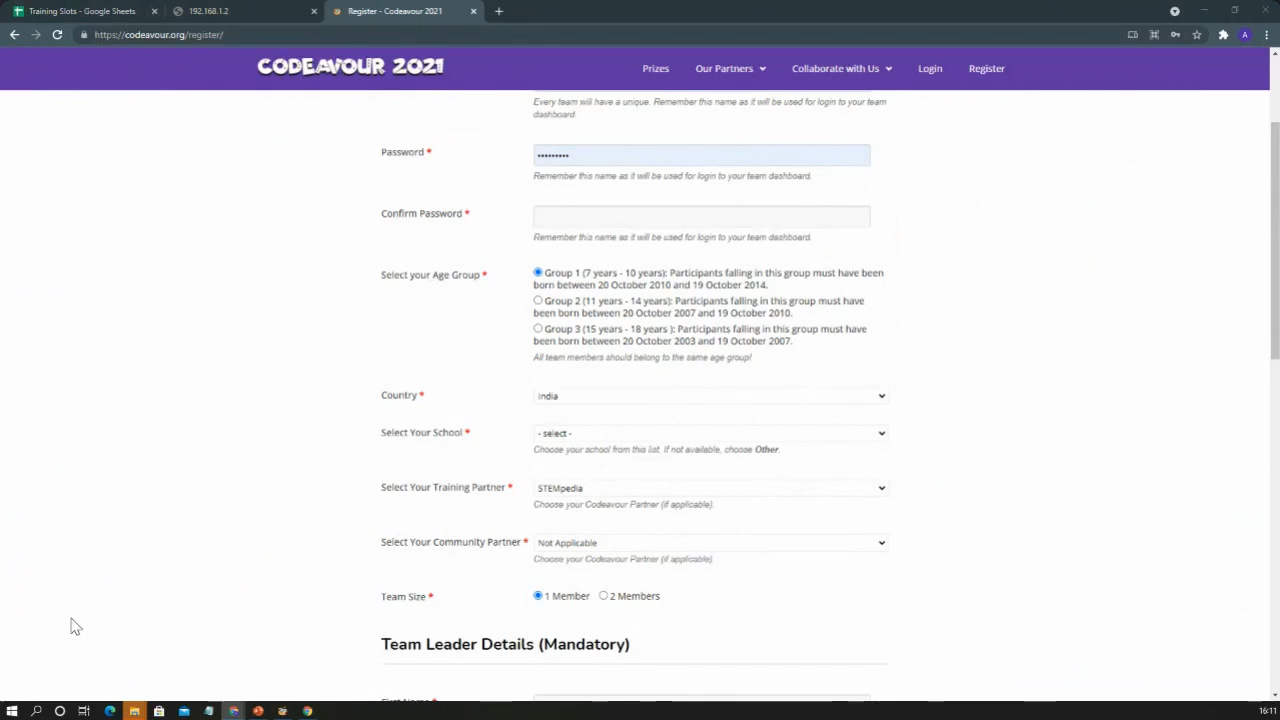 Training Slots - Google Sheets
192.168.1.2
Register - Codeavour 2021
https://codeavour.org/register/
CODEAVOUR 2021
Prizes
Our Partners
Collaborate with Us
Login
Register
Every team will have a unique. Remember this name as it will be used for login to your team
dashboard
Password *
•••••••••
Remember this name as it will be used for login to your team dashboard.
Confirm Password *
Remember this name as it will be used for login to your team dashboard.
Select your Age Group *
Group 1 (7 years - 10 years): Participants falling in this group must have been
born between 20 October 2010 and 19 October 2014.
Group 2 (11 years - 14 years): Participants falling in this group must have
been born between 20 October 2007 and 19 October 2010.
Group 3 (15 years - 18 years ): Participants falling in this group must have
been born between 20 October 2003 and 19 October 2007.
All team members should belong to the same age group!
Country *
India
Select Your School *
- select -
Choose your school from this list, If not available, choose Other.
Select Your Training Partner *
STEMpedia
Choose your Codeavour Partner (if applicable).
Select Your Community Partner *
Not Applicable
Choose your Codeavour Partner (if applicable)
Team Size *
1 Member
2 Members
Team Leader Details (Mandatory)
First Name *
16:11